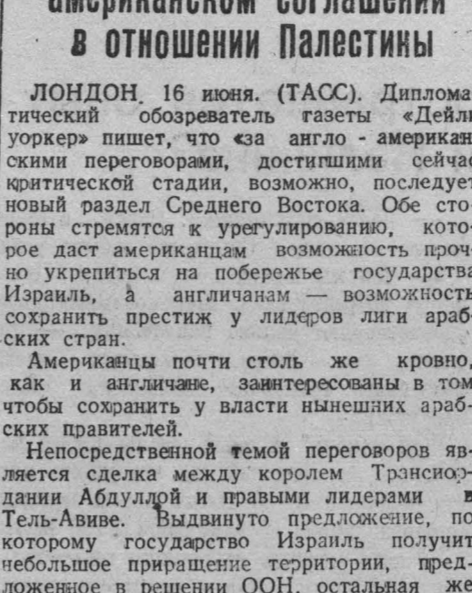 американском соглашении
в отношении Палестины
ЛОНДОН, 16 июня. (ТАСС). Диплома
тический обозреватель газеты «Дейли
уоркер» пишет, что «за англо - американ
скими переговорами, достигшими сейчас
критической стадии, возможно, последует
новый раздел Среднего Востока. Обе сто-
роны стремятся к урегулированию, кото-
рое даст американцам возможность проч-
но укрепиться на побережье государства
Израиль, а англичанам — возможность
сохранить престиж у лидеров лиги араб-
ских стран.
Американцы почти столь же кровно,
как и англичане, заинтересованы в том
чтобы сохранить у власти нынешних араб-
ских правителей.
Непосредственной темой переговоров яв-
ляется сделка между королем Трансиор-
дании Абдуллой и правыми лидерами в
Тель-Авиве. Выдвинуто предложение, по
которому государство Израиль получит
небольшое приращение территории, пред-
ложенное в решении ООН, остальная же